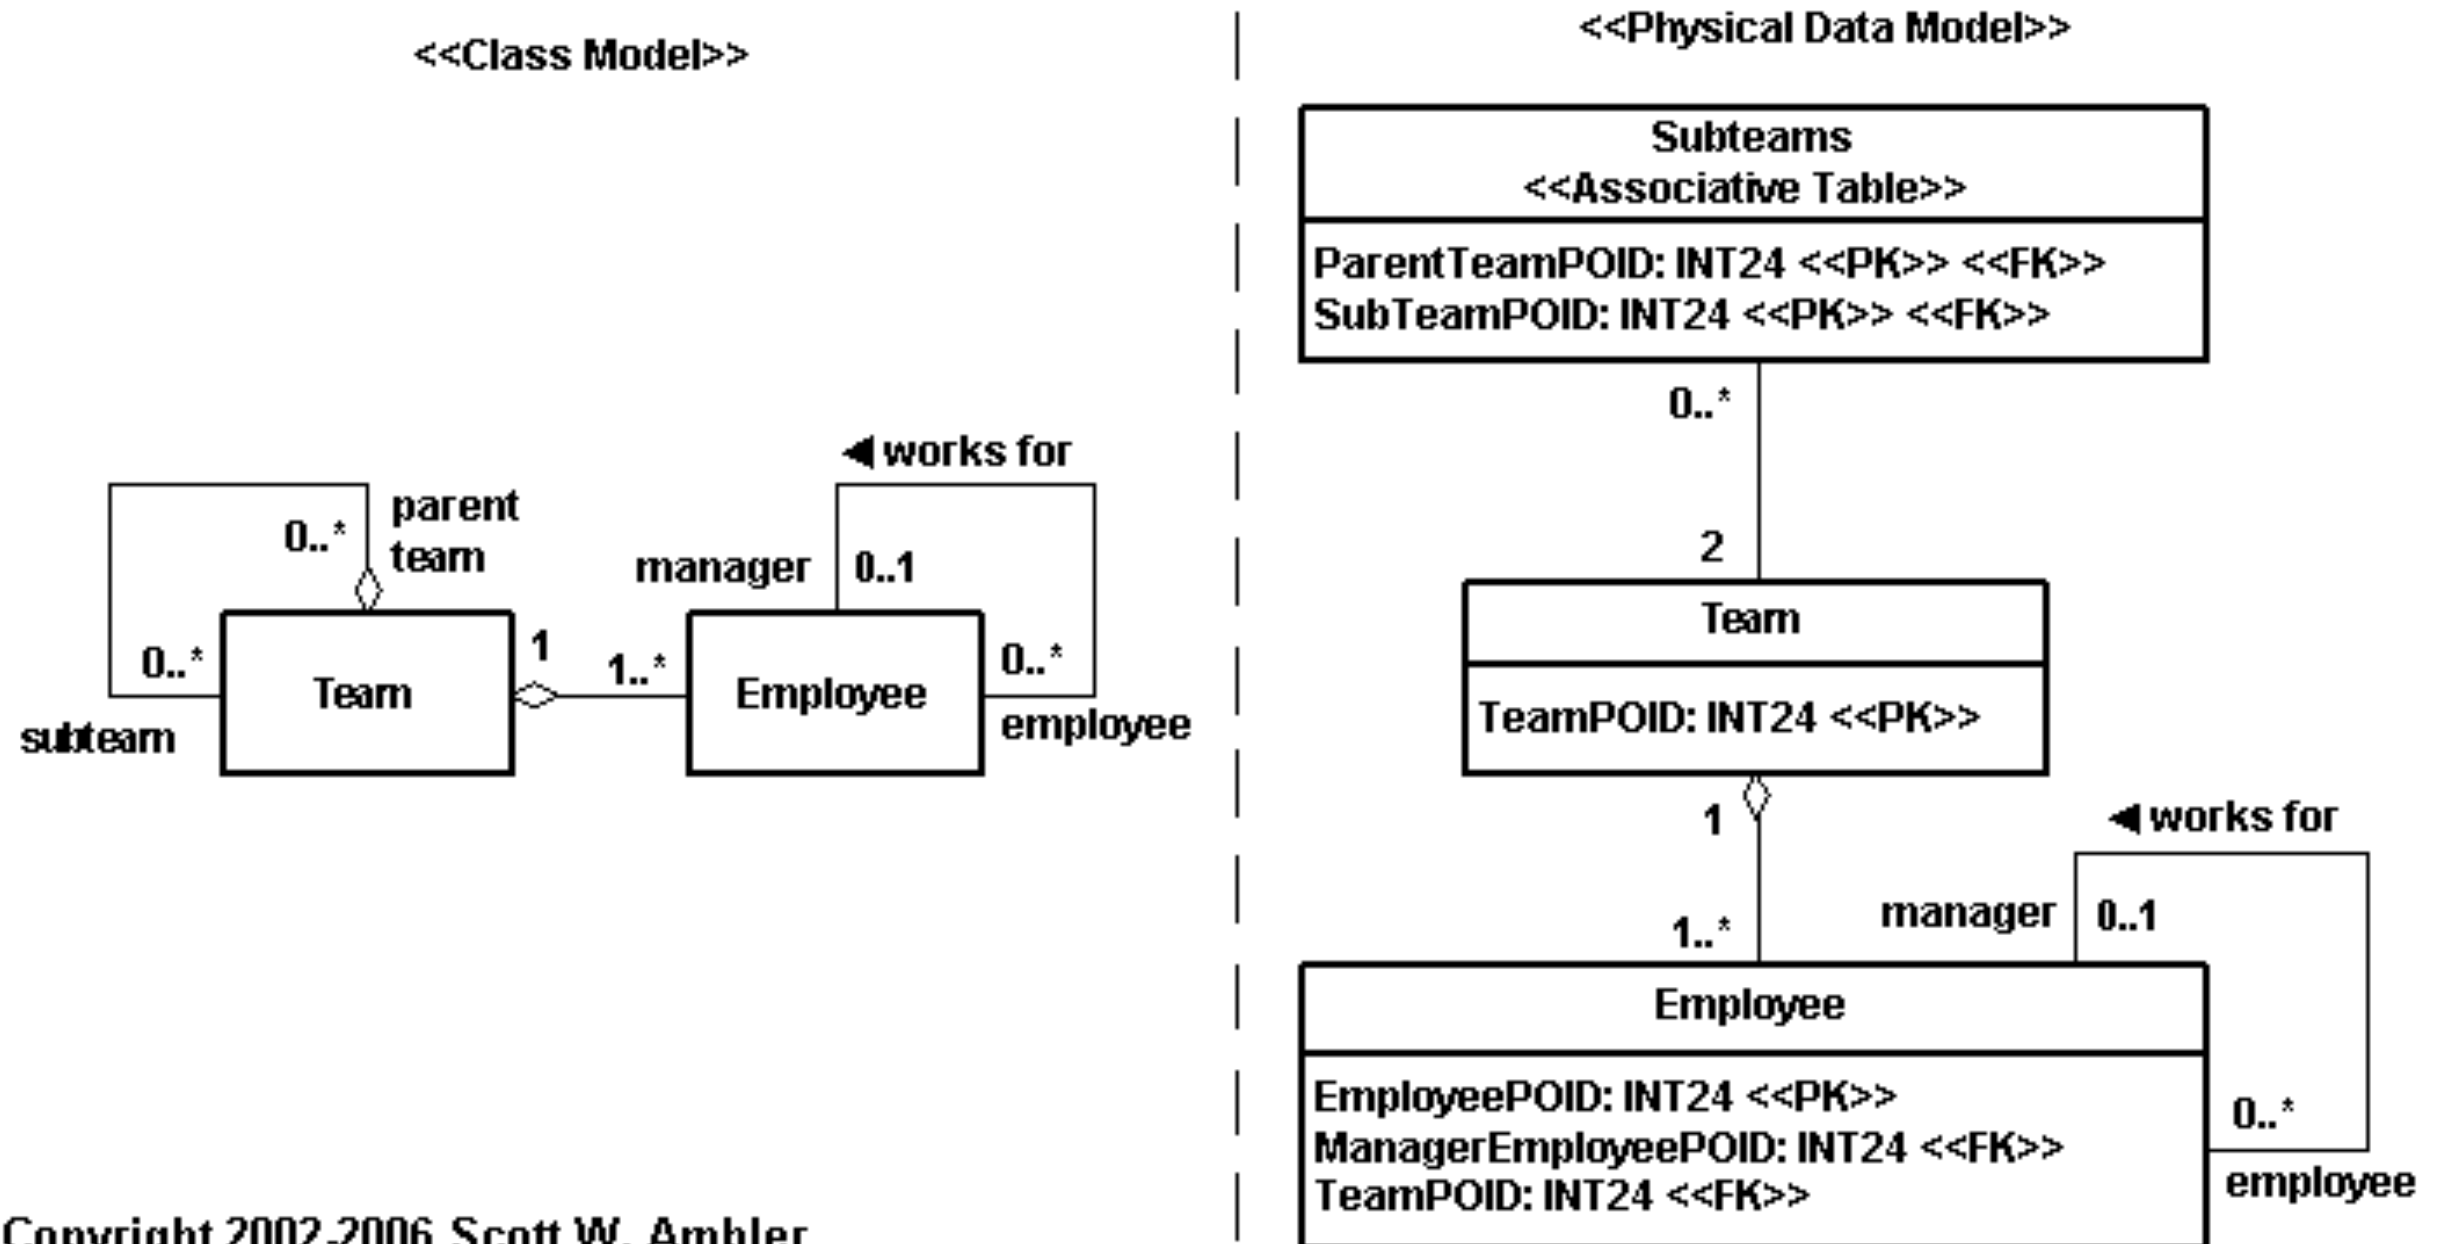 <<Class Model>>
parent
team
0..*
0..*
subteam
Team
1
1..*
◀ works for
manager
0..1
Employee
0..*
employee
Copyright 2002-2006 Scott W. Ambler
<<Physical Data Model>>
Subteams
<<Associative Table>>
ParentTeamPOID: INT24 <<PK>> <<FK>>
SubTeamPOID: INT24 <<PK>> <<FK>>
0..*
2
Team
TeamPOID: INT24 <<PK>>
1
1..*
◀ works for
manager
0..1
Employee
EmployeePOID: INT24 <<PK>>
ManagerEmployeePOID: INT24 <<FK>>
TeamPOID: INT24 <<FK>>
0..*
employee